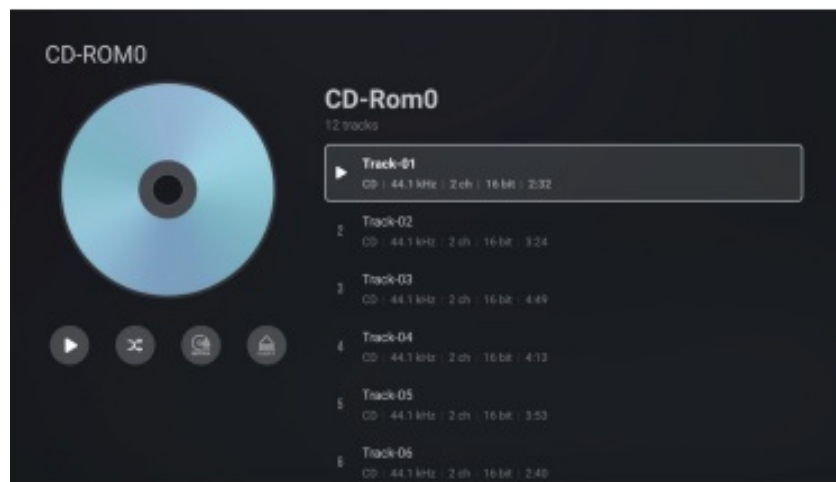 CD-ROM0
CD-Rom0
12 tracks
Track-01
CD | 44.1 kHz | 2 ch | 16 bit | 2:32
2
Track-02
CD | 44.1 kHz | 2 ch | 16 bit | 3:24
3
Track-03
CD | 44.1 kHz | 2 ch | 16 bit | 4:49
4
Track-04
CD | 44.1 kHz | 2 ch | 16 bit | 4:13
5
Track-05
CD | 44.1 kHz | 2 ch | 16 bit | 3:53
6
Track-06
CD | 44.1 kHz | 2 ch | 16 bit | 2:40